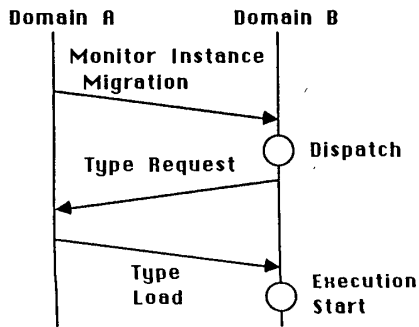 Domain A Domain B
Monitor Instance
Migration
Dispatch
Type Request
Type
Load
Execution
Start